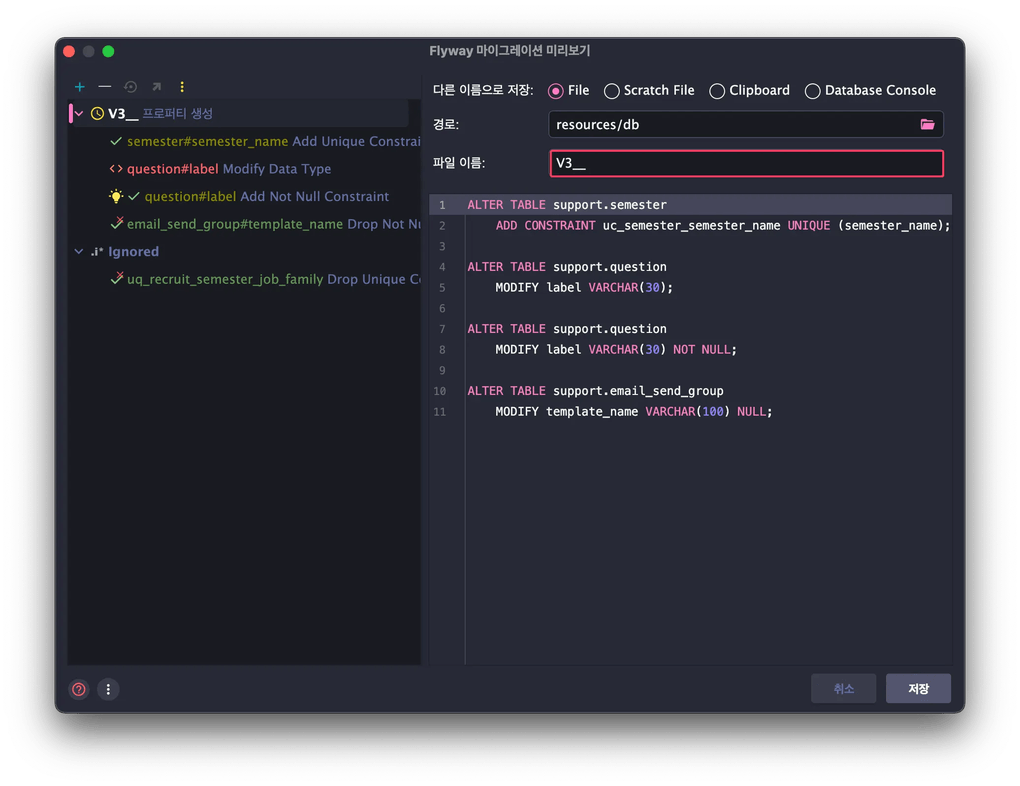 Flyway 마이그레이션 미리보기
V3__ 프로퍼티 생성
semester#semester_name Add Unique Constrai
question#label Modify Data Type
question#label Add Not Null Constraint
email_send_group#template_name Drop Not Nu
.i* Ignored
uq_recruit_semester_job_family Drop Unique Co
다른 이름으로 저장: File Scratch File Clipboard Database Console
경로: resources/db
파일 이름: V3__
1 ALTER TABLE support.semester
2 ADD CONSTRAINT uc_semester_semester_name UNIQUE (semester_name);
3
4 ALTER TABLE support.question
5 MODIFY label VARCHAR(30);
6
7 ALTER TABLE support.question
8 MODIFY label VARCHAR(30) NOT NULL;
9
10 ALTER TABLE support.email_send_group
11 MODIFY template_name VARCHAR(100) NULL;
취소 저장